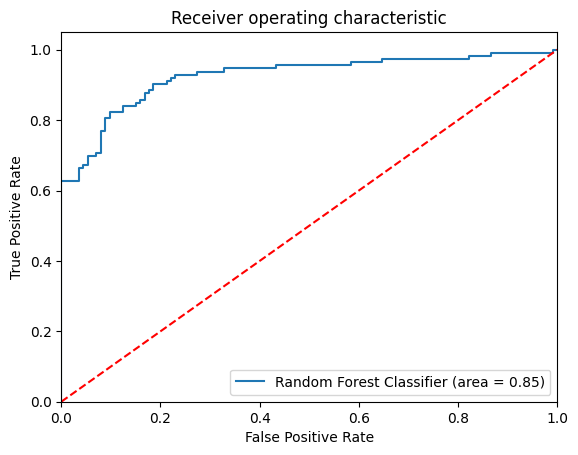 Receiver operating characteristic
True Positive Rate
1.0
0.8
0.6
0.4
0.2
0.0
Random Forest Classifier (area = 0.85)
0.0 0.2 0.4 0.6 0.8 1.0
False Positive Rate